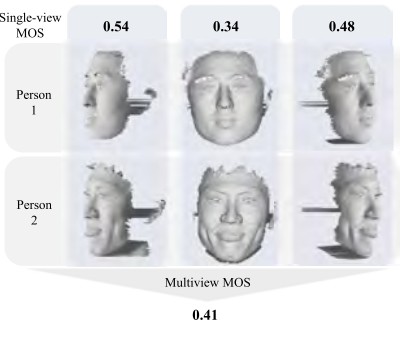 Single-view
MOS
0.54
0.34
0.48
Person
1
Person
2
Multiview MOS
0.41